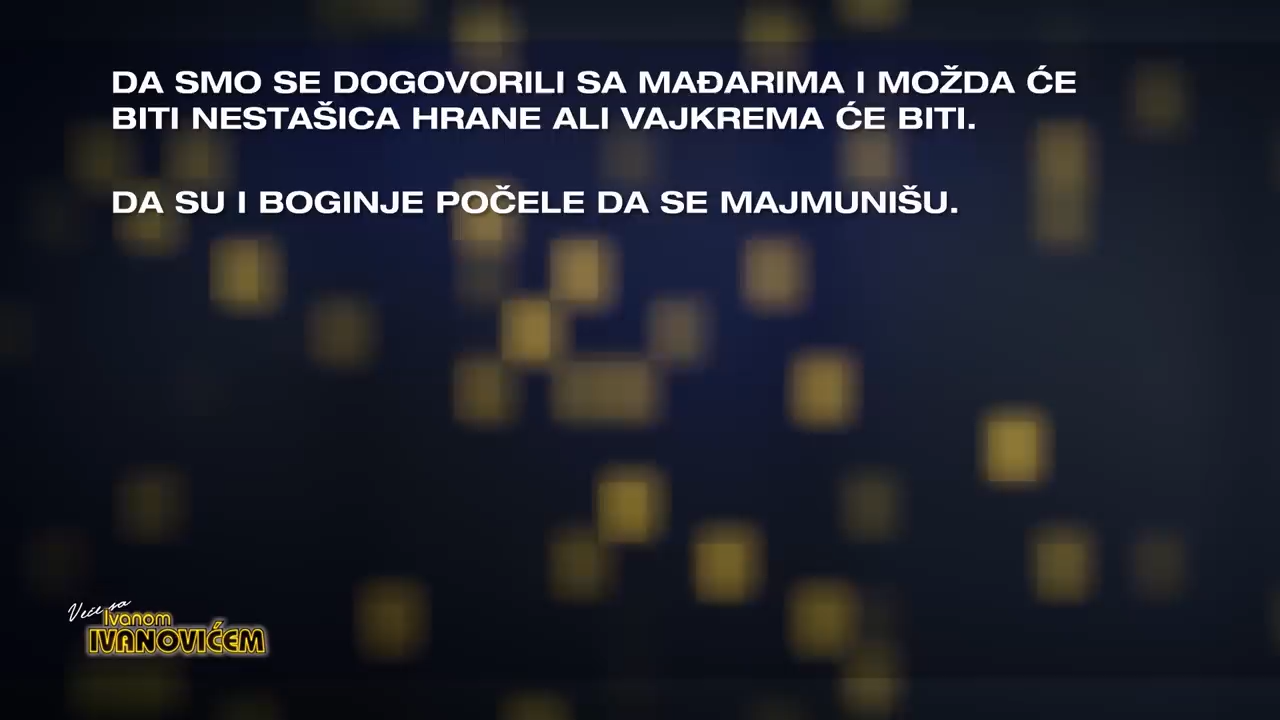 DA SMO SE DOGOVORILI SA MAĐARIMA I MOŽDA ĆE
BITI NESTAŠICA HRANE ALI VAJKREMA ĆE BITI.
DA SU I BOGINJE POČELE DA SE MAJMUNIŠU.
Veče sa
Ivanom
IVANOVIĆEM